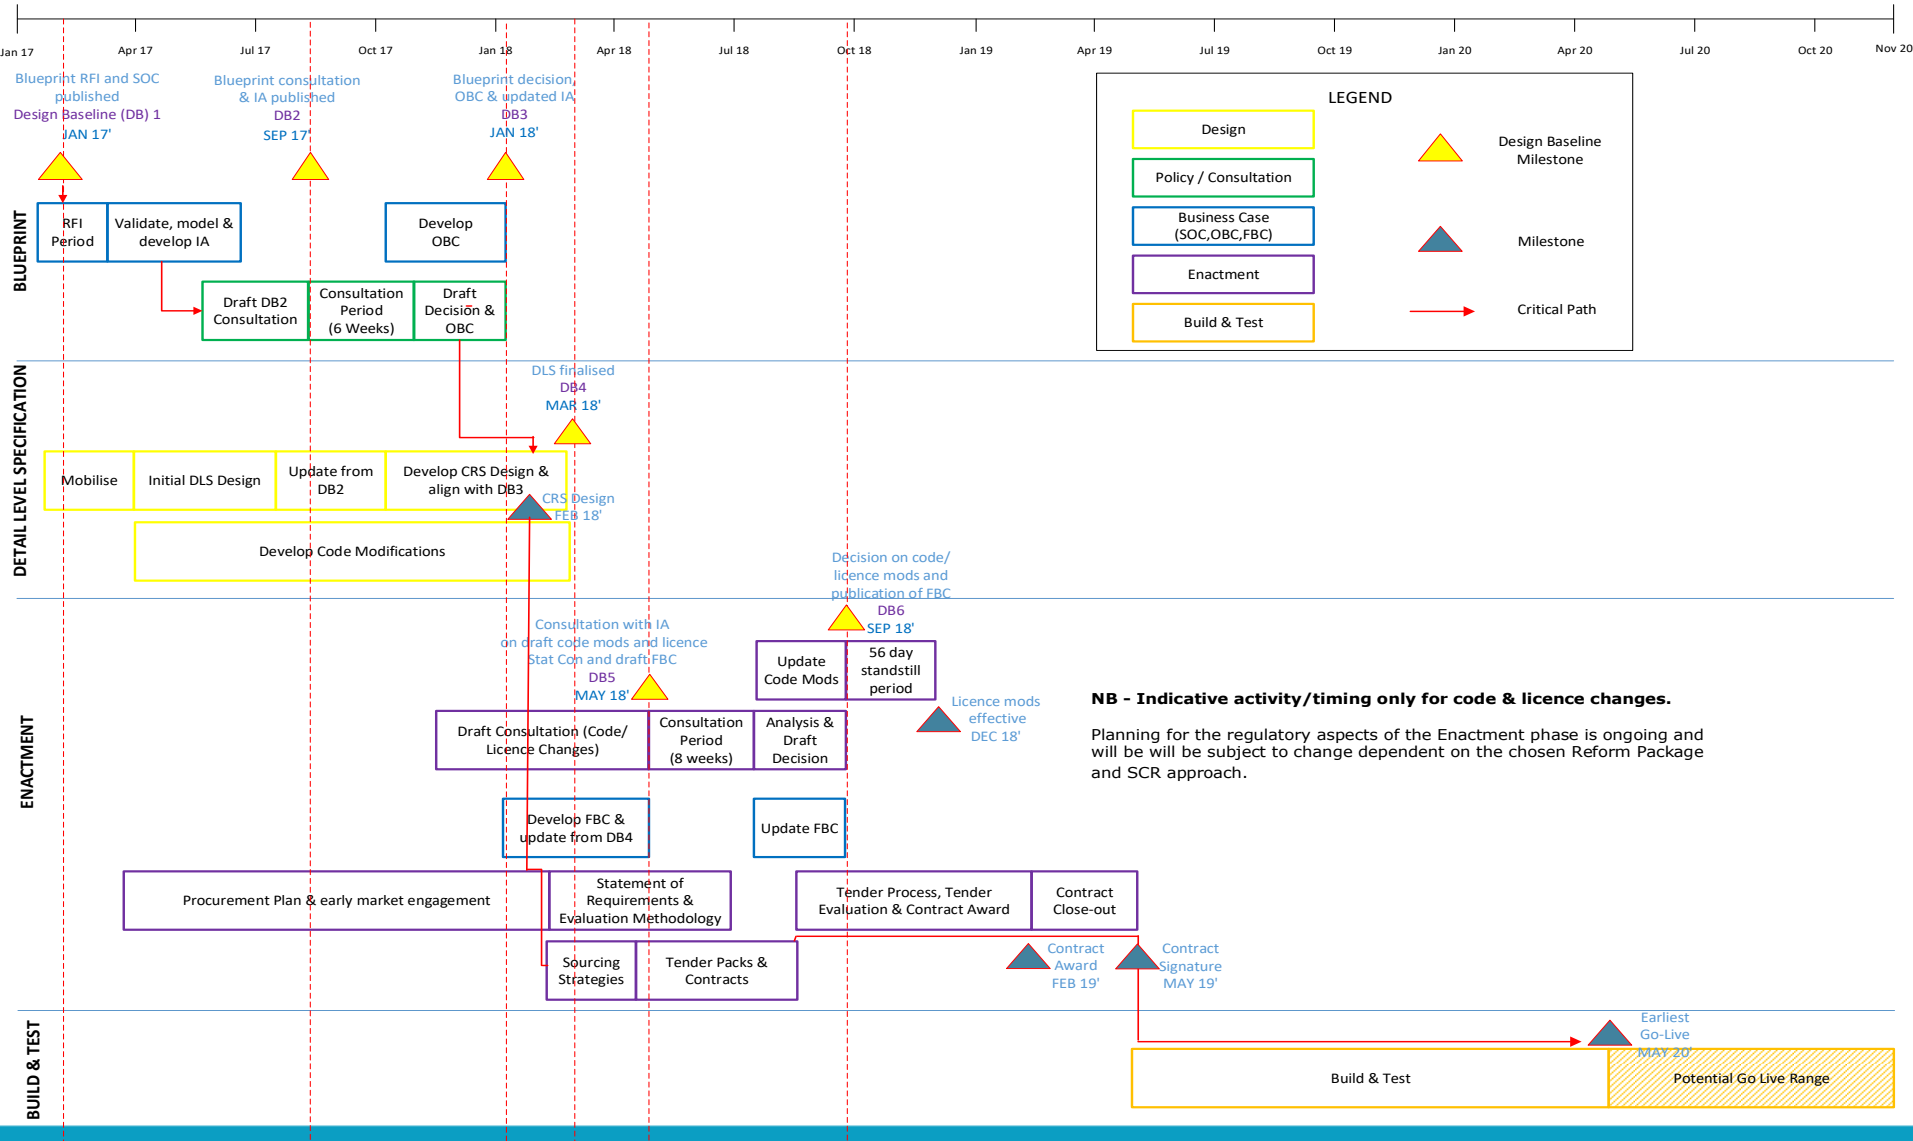 Jan 17
Apr 17
Jul 17
Oct 17
Jan 18
Apr 18
Jul 18
Oct 18
Jan 19
Apr 19
Jul 19
Oct 19
Jan 20
Apr 20
Jul 20
Oct 20
Nov 20
Blueprint RFI and SOC
published
Design Baseline (DB) 1
JAN 17'
Blueprint consultation
& IA published
DB2
SEP 17'
Blueprint decision,
OBC & updated IA
DB3
JAN 18'
LEGEND
Design
Policy / Consultation
Business Case
(SOC,OBC,FBC)
Enactment
Build & Test
Design Baseline
Milestone
Milestone
Critical Path
BLUEPRINT
RFI
Period
Validate, model &
develop IA
Develop
OBC
Draft DB2
Consultation
Consultation
Period
(6 Weeks)
Draft
Decision &
OBC
DETAIL LEVEL SPECIFICATION
DLS finalised
DB4
MAR 18'
Mobilise
Initial DLS Design
Update from
DB2
Develop CRS Design &
align with DB3
CRS Design
FEB 18'
Develop Code Modifications
ENACTMENT
Decision on code/
licence mods and
publication of FBC
DB6
SEP 18'
Consultation with IA
on draft code mods and licence
Stat Con and draft FBC
DB5
MAY 18'
Update
Code Mods
56 day
standstill
period
Licence mods
effective
DEC 18'
Draft Consultation (Code/
Licence Changes)
Consultation
Period
(8 weeks)
Analysis &
Draft
Decision
NB - Indicative activity/timing only for code & licence changes.
Planning for the regulatory aspects of the Enactment phase is ongoing and
will be will be subject to change dependent on the chosen Reform Package
and SCR approach.
Develop FBC &
update from DB4
Update FBC
Procurement Plan & early market engagement
Statement of
Requirements &
Evaluation Methodology
Tender Process, Tender
Evaluation & Contract Award
Contract
Close-out
Sourcing
Strategies
Tender Packs &
Contracts
Contract
Award
FEB 19'
Contract
Signature
MAY 19'
BUILD & TEST
Earliest
Go-Live
MAY 20'
Build & Test
Potential Go Live Range